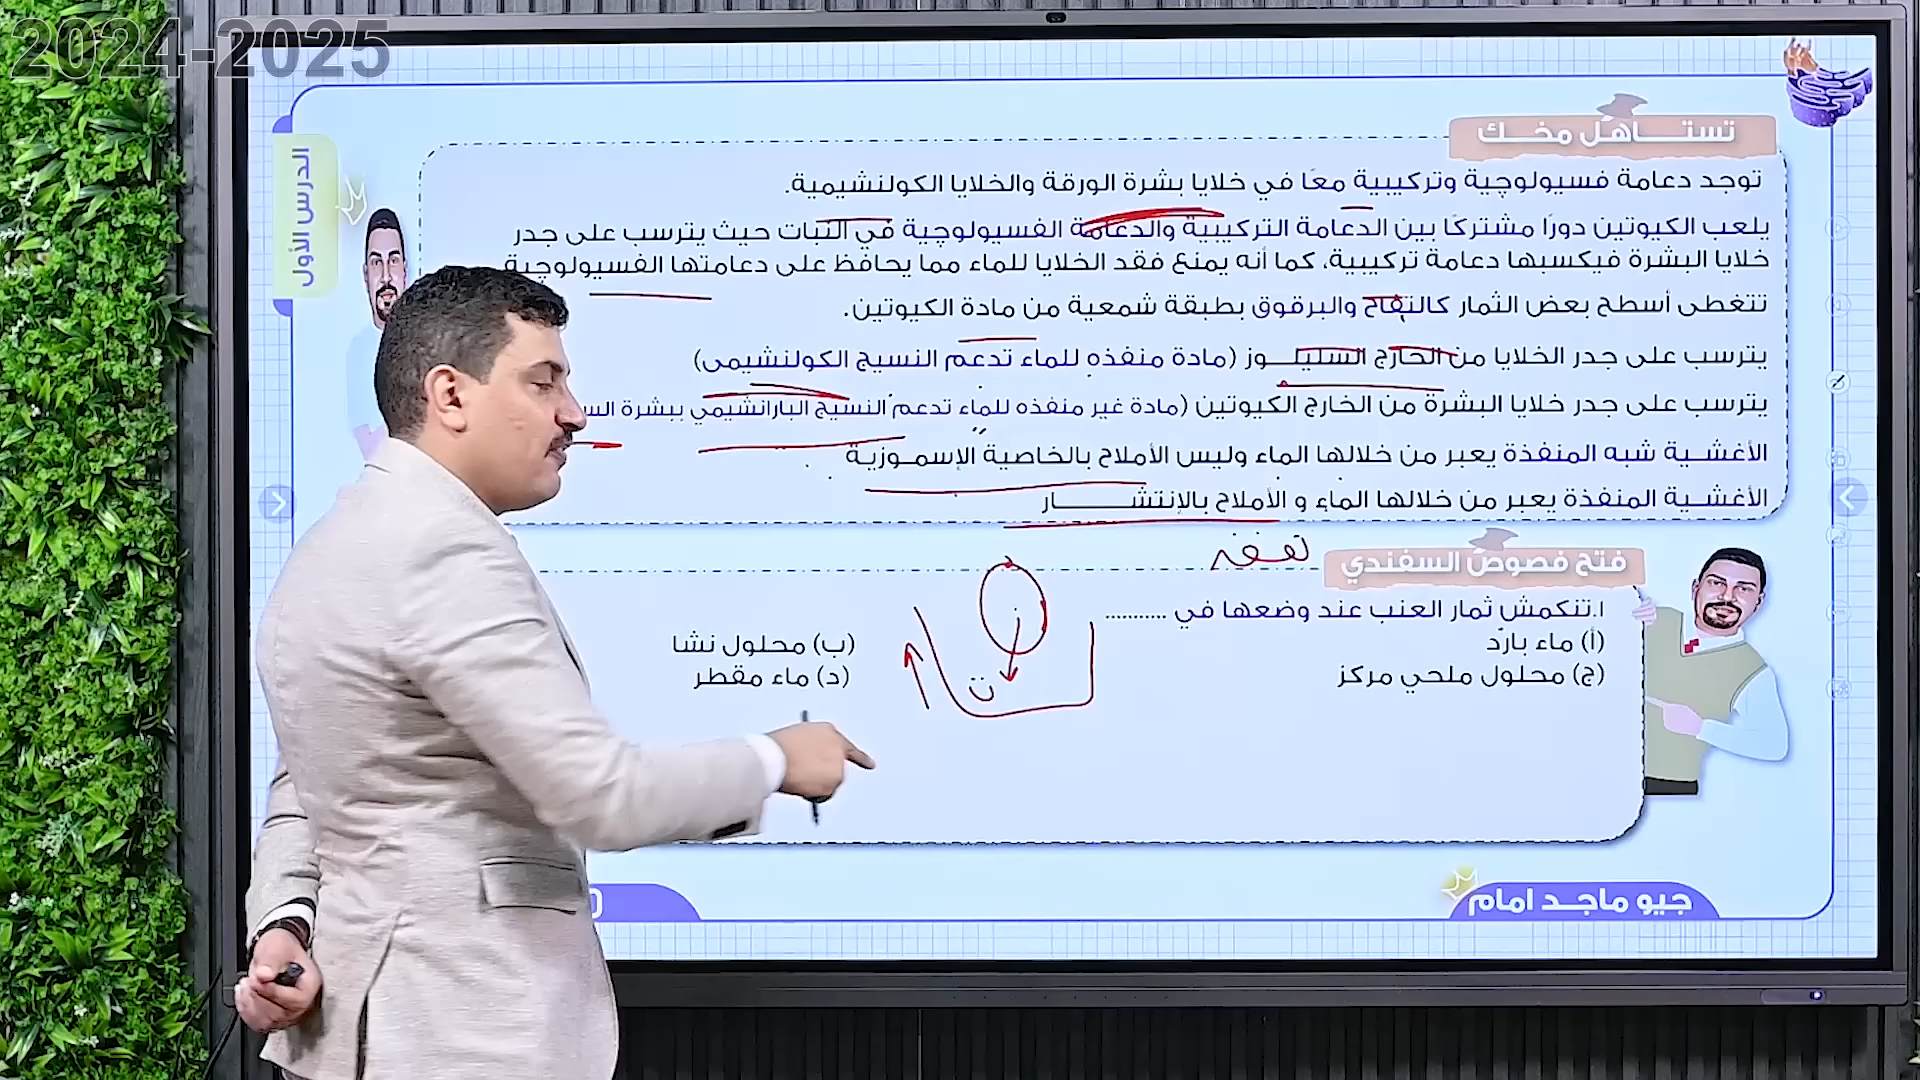 2024-2025
تستاهل مخك
الدرس الأول
توجد دعامة فسيولوچية وتركيبية معًا في خلايا بشرة الورقة والخلايا الكولنشيمية.
يلعب الكيوتين دورًا مشتركًا بين الدعامة التركيبية والدعامة الفسيولوجية في النبات حيث يترسب على جدر
خلايا البشرة فيكسبها دعامة تركيبية، كما أنه يمنع فقد الخلايا للماء مما يحافظ على دعامتها الفسيولوجية
تتغطى أسطح بعض الثمار كالتفاح والبرقوق بطبقة شمعية من مادة الكيوتين.
يترسب على جدر الخلايا من الخارج السليلوز (مادة منفذه للماء تدعم النسيج الكولنشيمى)
يترسب على جدر خلايا البشرة من الخارج الكيوتين (مادة غير منفذه للماء تدعم النسيج البارانشيمي ببشرة
الأغشية شبه المنفذة يعبر من خلالها الماء وليس الأملاح بالخاصية الإسموزية
الأغشية المنفذة يعبر من خلالها الماء و الأملاح بالإنتشار
فتح فصوص السفندي
١.تنكمش ثمار العنب عند وضعها في ...........
(أ) ماء بارد
(ب) محلول نشا
(ج) محلول ملحي مركز
(د) ماء مقطر
جيو ماجد امام